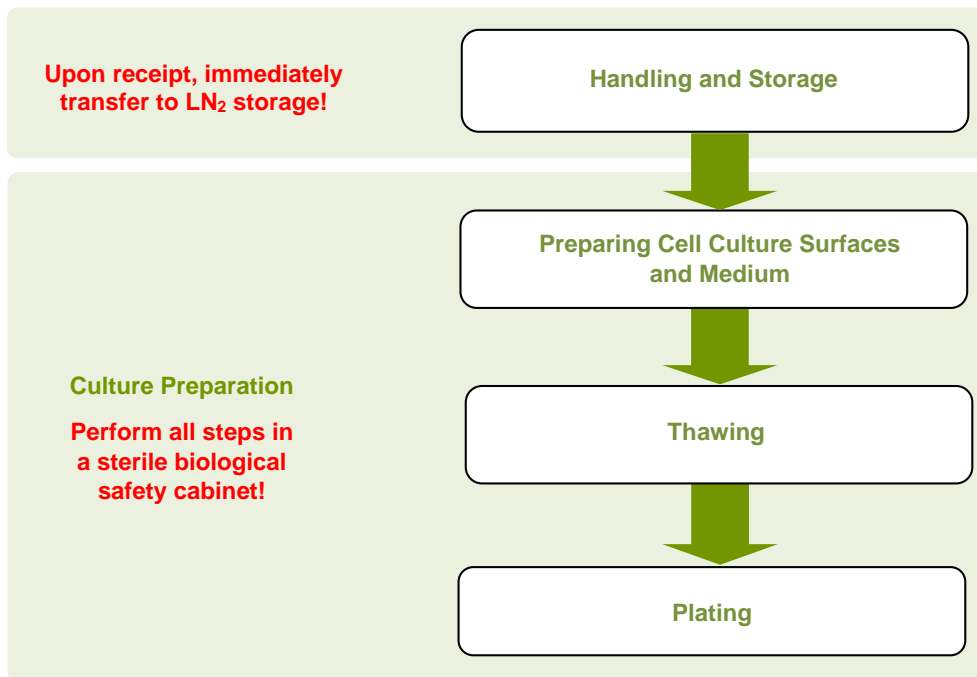 Upon receipt, immediately
transfer to LN₂ storage!
Handling and Storage
Preparing Cell Culture Surfaces
and Medium
Culture Preparation
Perform all steps in
a sterile biological
safety cabinet!
Thawing
Plating